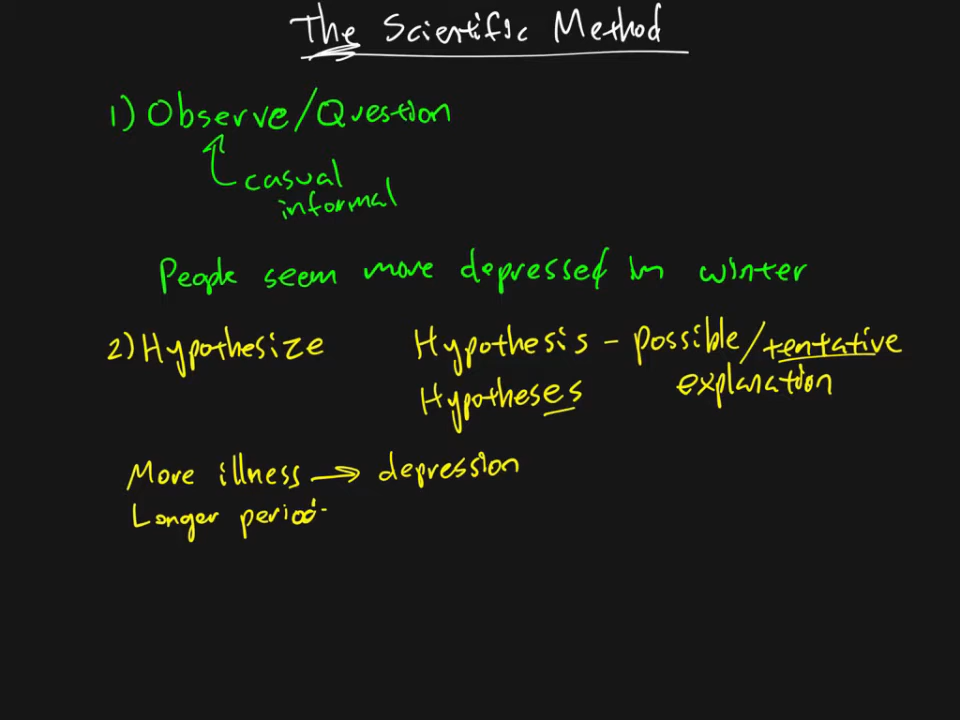 The Scientific Method
1) Observe/Question
casual
informal
People seem more depressed in winter
2) Hypothesize
Hypothesis - possible/tentative
explanation
Hypotheses
More illness → depression
Longer period